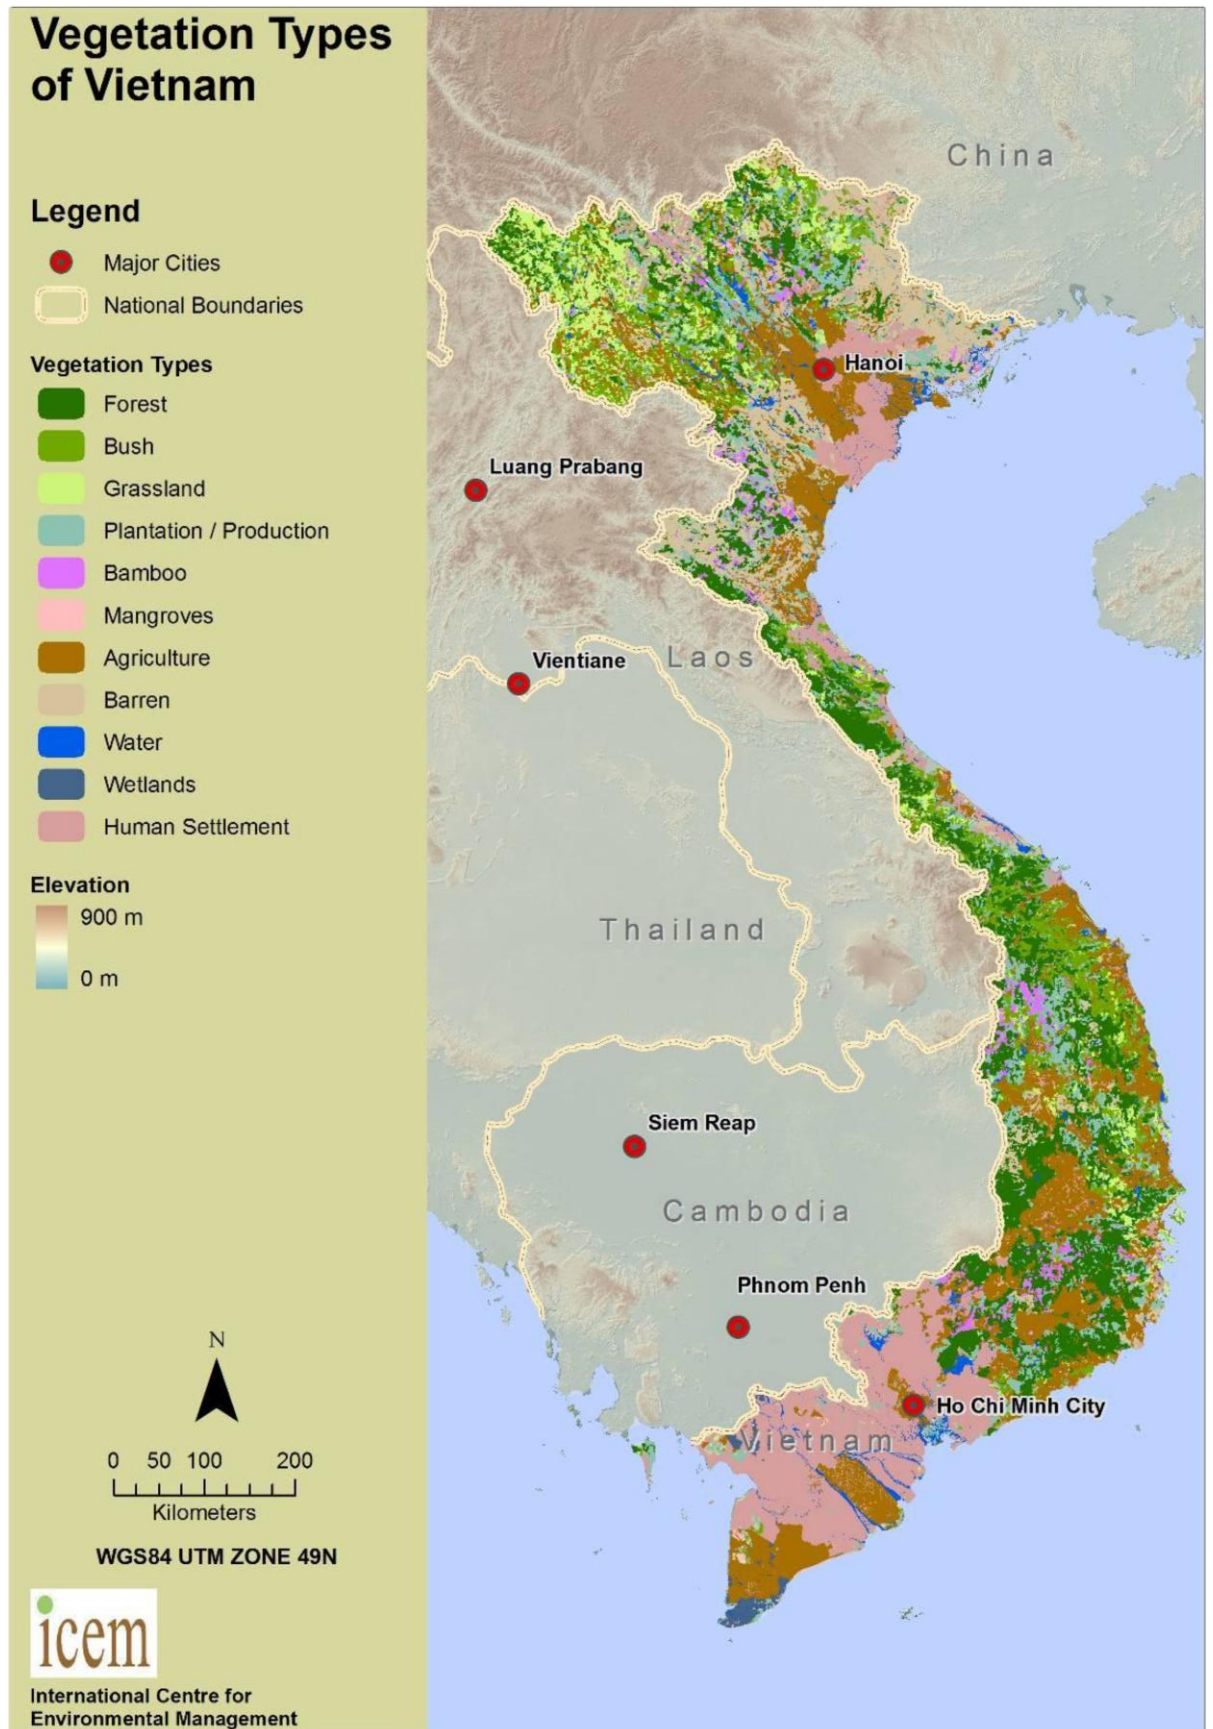 Vegetation Types
of Vietnam
Legend
Major Cities
National Boundaries
Vegetation Types
Forest
Bush
Grassland
Plantation / Production
Bamboo
Mangroves
Agriculture
Barren
Water
Wetlands
Human Settlement
Elevation
900 m
0 m
N
0 50 100 200
Kilometers
WGS84 UTM ZONE 49N
icem
International Centre for
Environmental Management
China
Hanoi
Luang Prabang
Vientiane
Laos
Thailand
Siem Reap
Cambodia
Phnom Penh
Ho Chi Minh City
Vietnam